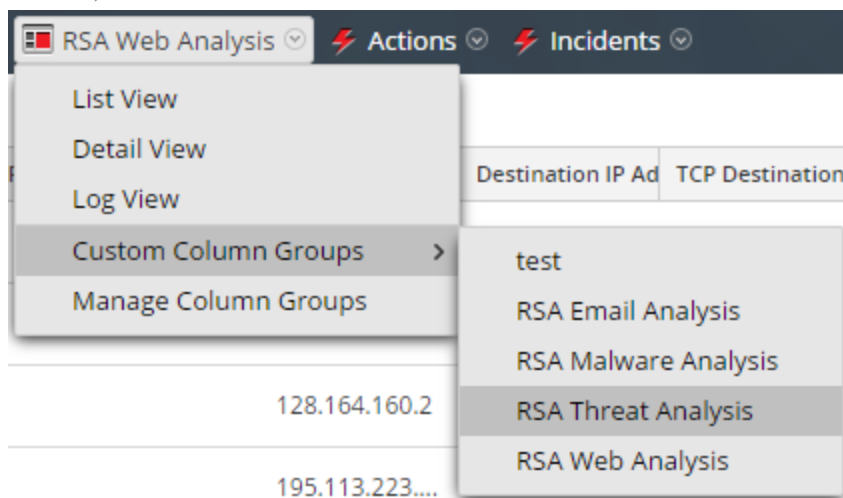 RSA Web Analysis Actions Incidents
List View
Detail View
Log View
Custom Column Groups
Manage Column Groups
Destination IP Ad TCP Destination
test
RSA Email Analysis
RSA Malware Analysis
RSA Threat Analysis
RSA Web Analysis
128.164.160.2
195.113.223....